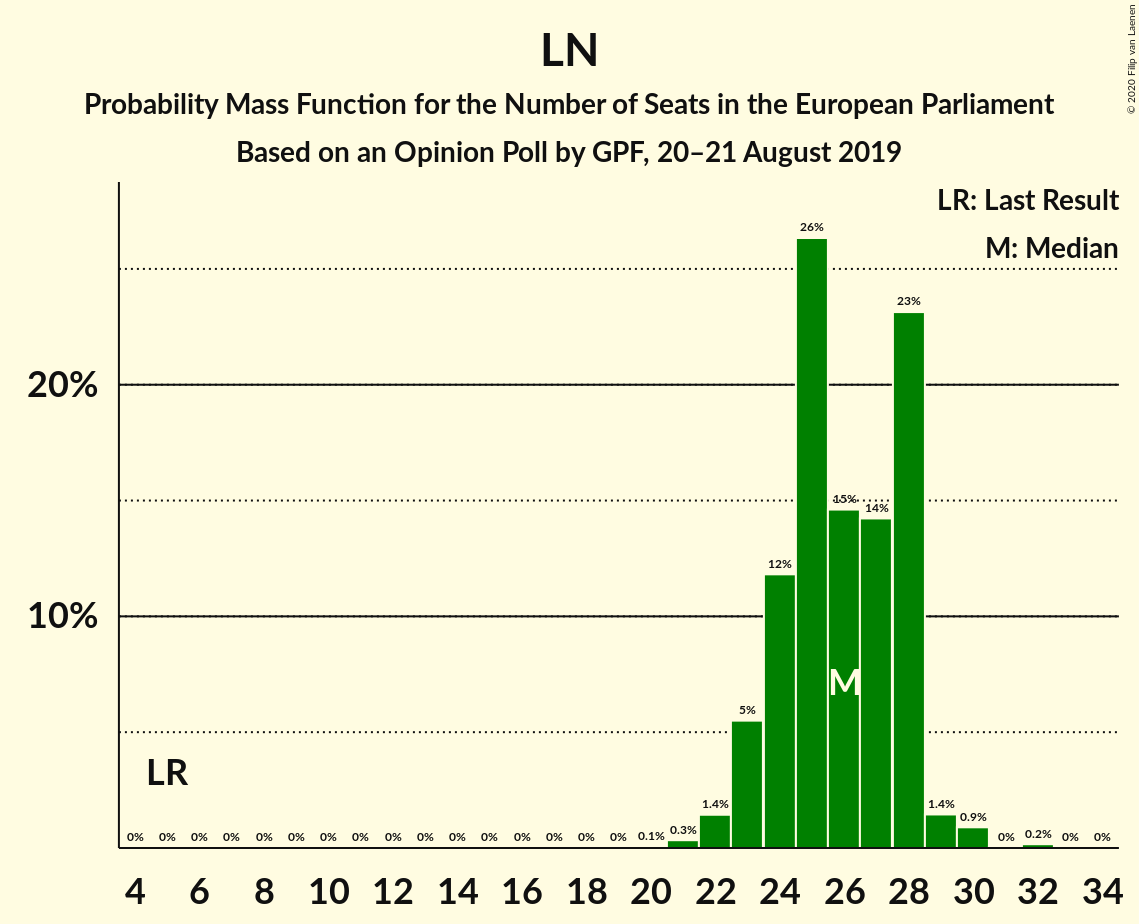 LN
Probability Mass Function for the Number of Seats in the European Parliament
Based on an Opinion Poll by GPF, 20–21 August 2019
© 2020 Filip van Laenen
LR: Last Result
M: Median
26%
23%
20%
15%
14%
12%
10%
M
5%
LR
0% 0% 0% 0% 0% 0% 0% 0% 0% 0% 0% 0% 0% 0% 0% 0% 0.1% 0.3% 1.4% 1.4% 0.9% 0% 0.2% 0% 0%
4 6 8 10 12 14 16 18 20 22 24 26 28 30 32 34